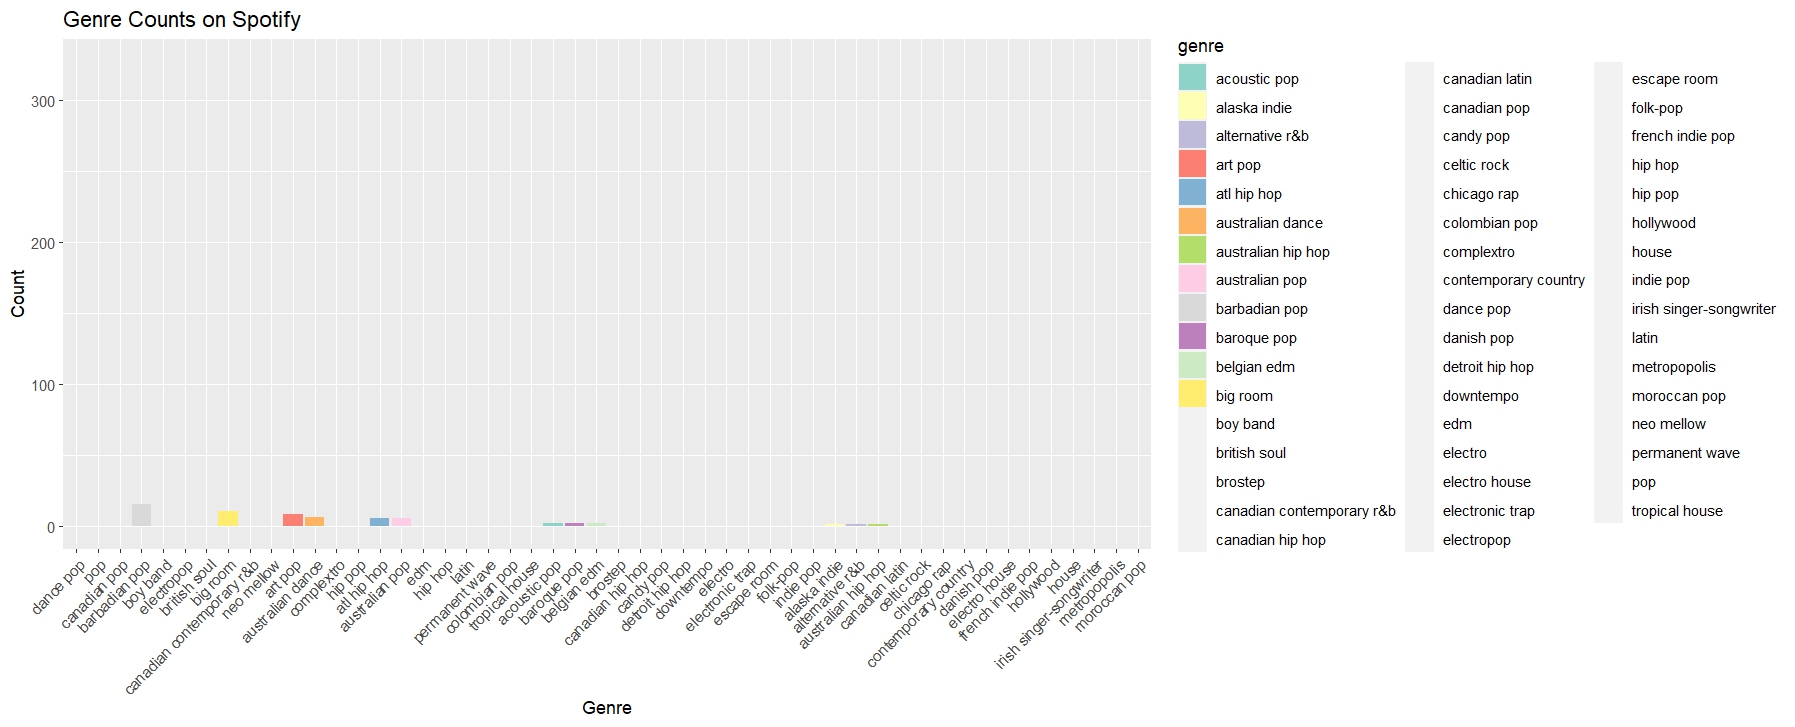 Genre Counts on Spotify
Count
300
200
100
0
dance pop
pop
canadian pop
barbadian pop
boy band
electropop
british soul
big room
canadian contemporary r&b
neo mellow
art pop
australian dance
complextro
hip pop
atl hip hop
australian pop
edm
hip hop
latin
permanent wave
colombian pop
tropical house
acoustic pop
baroque pop
belgian edm
brostep
canadian hip hop
candy pop
detroit hip hop
downtempo
electro
electronic trap
escape room
folk-pop
indie pop
alaska indie
alternative r&b
australian hip hop
canadian latin
celtic rock
chicago rap
contemporary country
danish pop
electro house
french indie pop
hollywood
house
irish singer-songwriter
metropopolis
moroccan pop
Genre
genre
acoustic pop
alaska indie
alternative r&b
art pop
atl hip hop
australian dance
australian hip hop
australian pop
barbadian pop
baroque pop
belgian edm
big room
boy band
british soul
brostep
canadian contemporary r&b
canadian hip hop
canadian latin
canadian pop
candy pop
celtic rock
chicago rap
colombian pop
complextro
contemporary country
dance pop
danish pop
detroit hip hop
downtempo
edm
electro
electro house
electronic trap
electropop
escape room
folk-pop
french indie pop
hip hop
hip pop
hollywood
house
indie pop
irish singer-songwriter
latin
metropopolis
moroccan pop
neo mellow
permanent wave
pop
tropical house